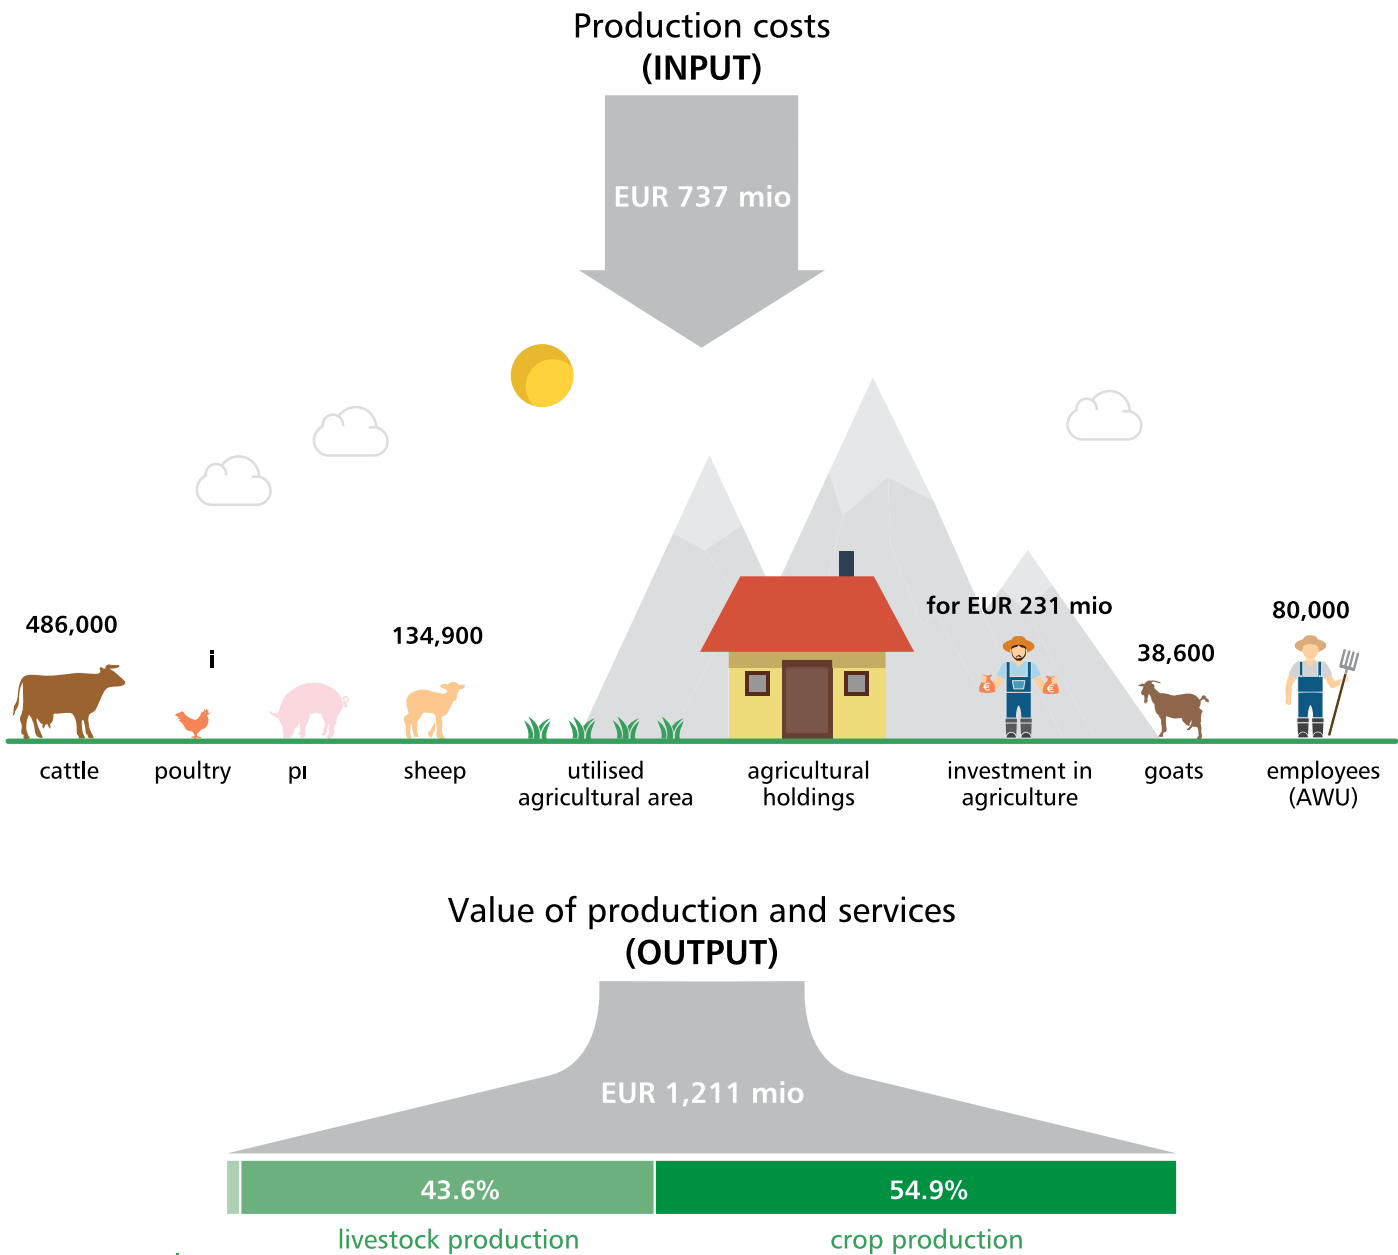 Production costs
(INPUT)
EUR 737 mio
for EUR 231 mio
80,000
486,000
134,900
38,600
i
cattle
poultry
pı
sheep
utilised
agricultural area
agricultural
holdings
investment in
agriculture
goats
employees
(AWU)
Value of production and services
(OUTPUT)
EUR 1,211 mio
43.6%
54.9%
livestock production
crop production